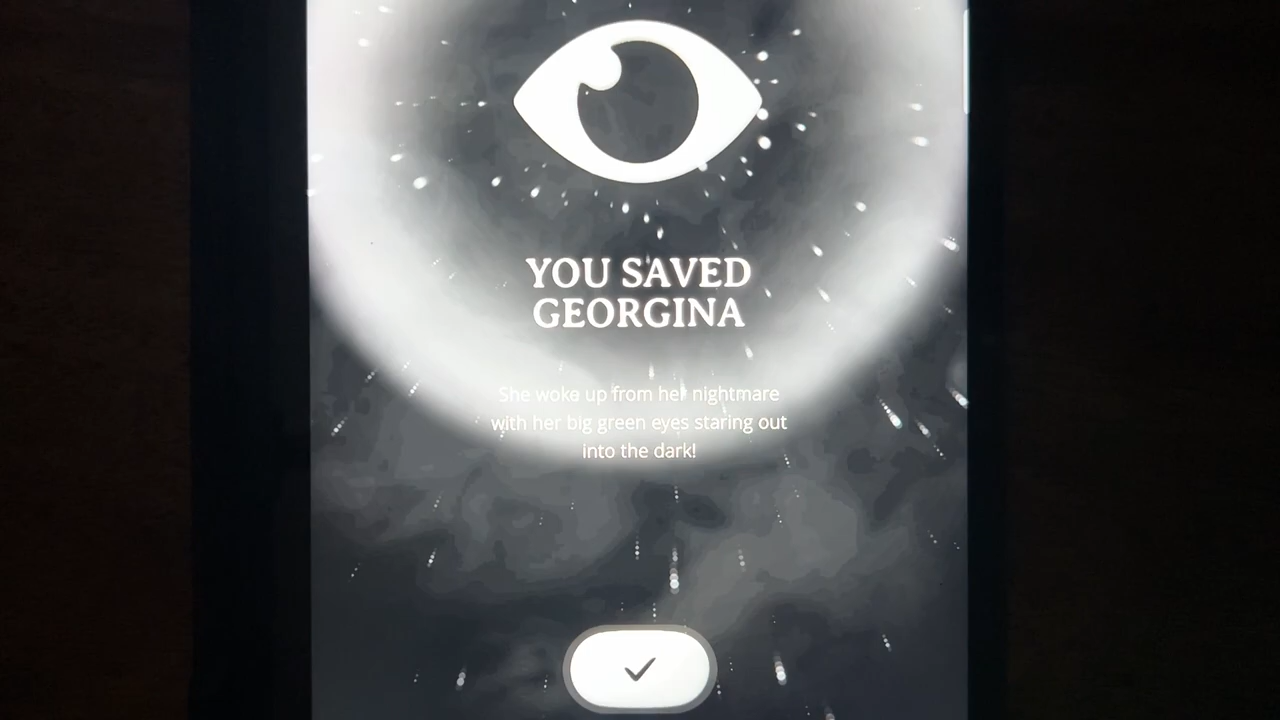 YOU SAVED
GEORGINA
She woke up from her nightmare
with her big green eyes staring out
into the dark!